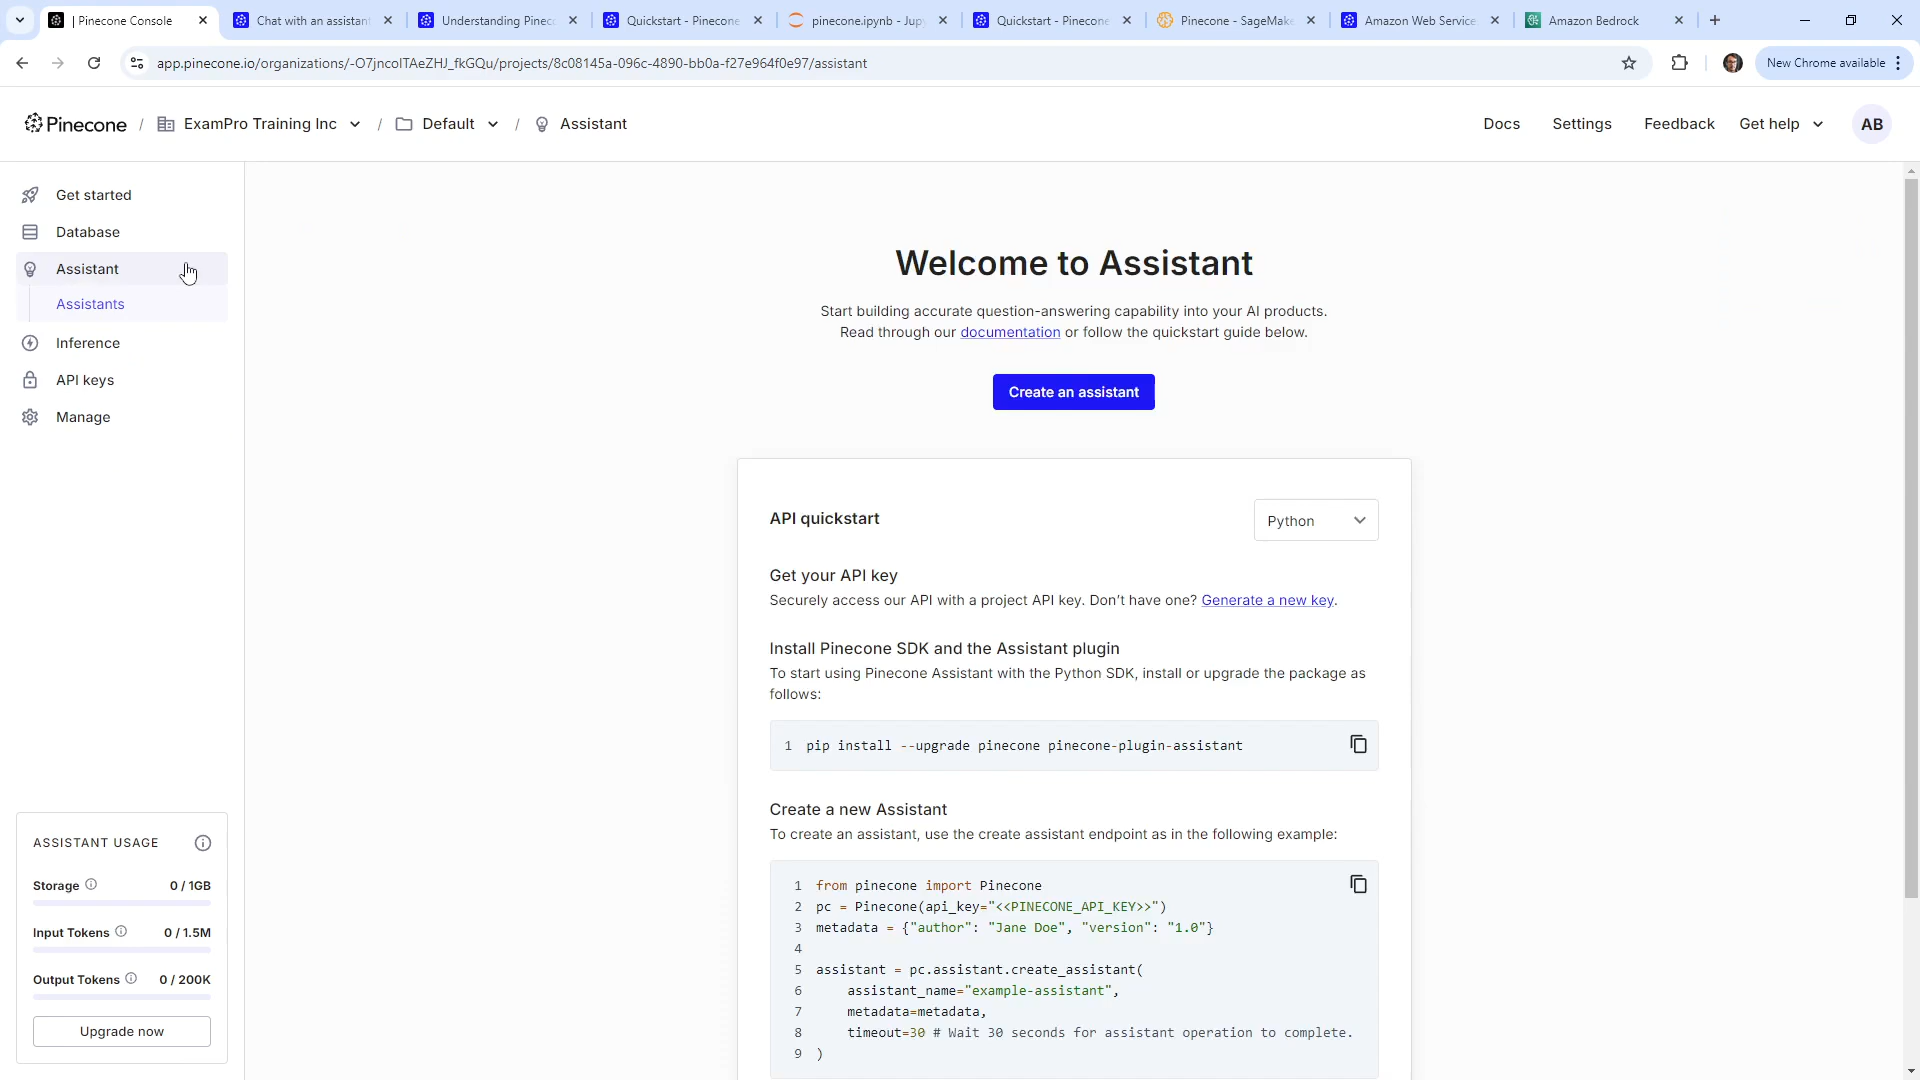 | Pinecone Console
Chat with an assistant
Understanding Pinec
Quickstart - Pinecone
pinecone.ipynb - Jup
Quickstart - Pinecone
Pinecone - SageMake
Amazon Web Service
Amazon Bedrock
app.pinecone.io/organizations/-O7jncolTAeZHJ_fkGQu/projects/8c08145a-096c-4890-bb0a-f27e964f0e97/assistant
New Chrome available
Pinecone / ExamPro Training Inc / Default / Assistant
Docs
Settings
Feedback
Get help
AB
Get started
Database
Assistant
Assistants
Inference
API keys
Manage
ASSISTANT USAGE
Storage 0 / 1GB
Input Tokens 0 / 1.5M
Output Tokens 0 / 200K
Upgrade now
Welcome to Assistant
Start building accurate question-answering capability into your AI products.
Read through our documentation or follow the quickstart guide below.
Create an assistant
API quickstart
Python
Get your API key
Securely access our API with a project API key. Don't have one? Generate a new key.
Install Pinecone SDK and the Assistant plugin
To start using Pinecone Assistant with the Python SDK, install or upgrade the package as
follows:
1 pip install --upgrade pinecone pinecone-plugin-assistant
Create a new Assistant
To create an assistant, use the create assistant endpoint as in the following example:
1 from pinecone import Pinecone
2 pc = Pinecone(api_key="<<PINECONE_API_KEY>>")
3 metadata = {"author": "Jane Doe", "version": "1.0"}
4
5 assistant = pc.assistant.create_assistant(
6 assistant_name="example-assistant",
7 metadata=metadata,
8 timeout=30 # Wait 30 seconds for assistant operation to complete.
9 )